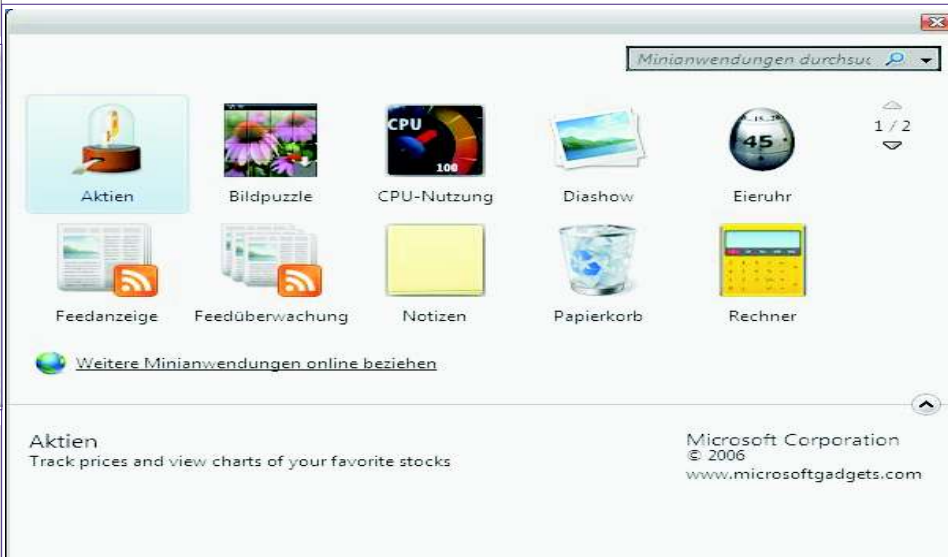 Minianwendungen durchsuc
CPU
100
15 20
45
1 / 2
Aktien Bildpuzzle CPU-Nutzung Diashow Eieruhr
Feedanzeige Feedüberwachung Notizen Papierkorb Rechner
Weitere Minianwendungen online beziehen
Aktien
Track prices and view charts of your favorite stocks
Microsoft Corporation
© 2006
www.microsoftgadgets.com